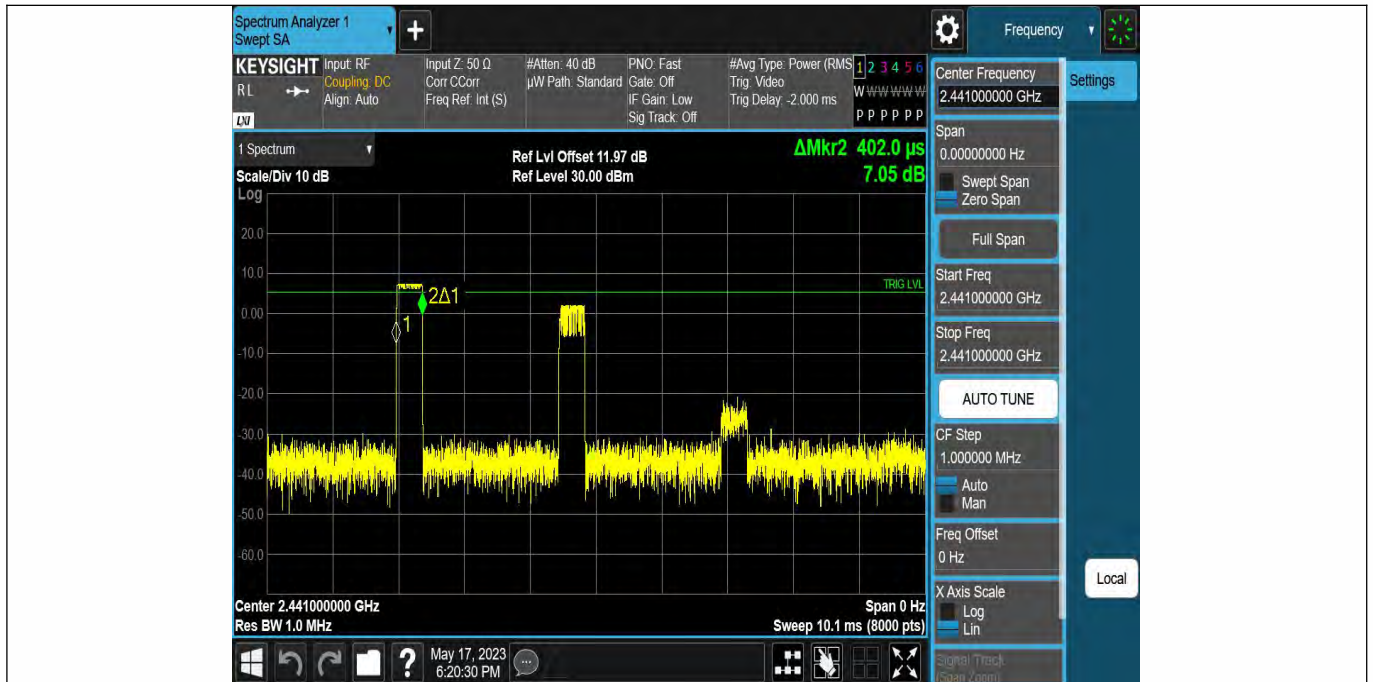 Spectrum Analyzer 1
Swept SA
Frequency
KEYSIGHT
RL
LXI
Input: RF
Coupling: DC
Align: Auto
Input Z: 50 Ω
Corr CCorr
Freq Ref: Int (S)
#Atten: 40 dB
µW Path: Standard
PNO: Fast
Gate: Off
IF Gain: Low
Sig Track: Off
#Avg Type: Power (RMS
Trig: Video
Trig Delay: -2.000 ms
1 2 3 4 5 6
W W W W W W
P P P P P P
1 Spectrum
Scale/Div 10 dB
Ref Lvl Offset 11.97 dB
Ref Level 30.00 dBm
ΔMkr2 402.0 µs
7.05 dB
Log
20.0
10.0
0.00
-10.0
-20.0
-30.0
-40.0
-50.0
-60.0
TRIG LVL
2Δ1
1
Center 2.441000000 GHz
Res BW 1.0 MHz
Span 0 Hz
Sweep 10.1 ms (8000 pts)
Center Frequency
2.441000000 GHz
Settings
Span
0.00000000 Hz
Swept Span
Zero Span
Full Span
Start Freq
2.441000000 GHz
Stop Freq
2.441000000 GHz
AUTO TUNE
CF Step
1.000000 MHz
Auto
Man
Freq Offset
0 Hz
X Axis Scale
Log
Lin
Signal Track
(Span Zoom)
Local
?
May 17, 2023
6:20:30 PM